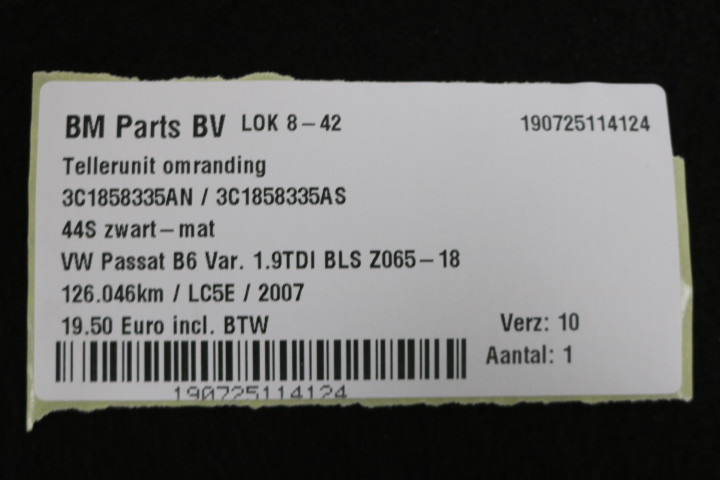 BM Parts BV LOK 8-42 190725114124
Tellerunit omranding
3C1858335AN / 3C1858335AS
44S zwart-mat
VW Passat B6 Var. 1.9TDI BLS Z065-18
126.046km / LC5E / 2007
19.50 Euro incl. BTW Verz: 10
Aantal: 1
190725114124